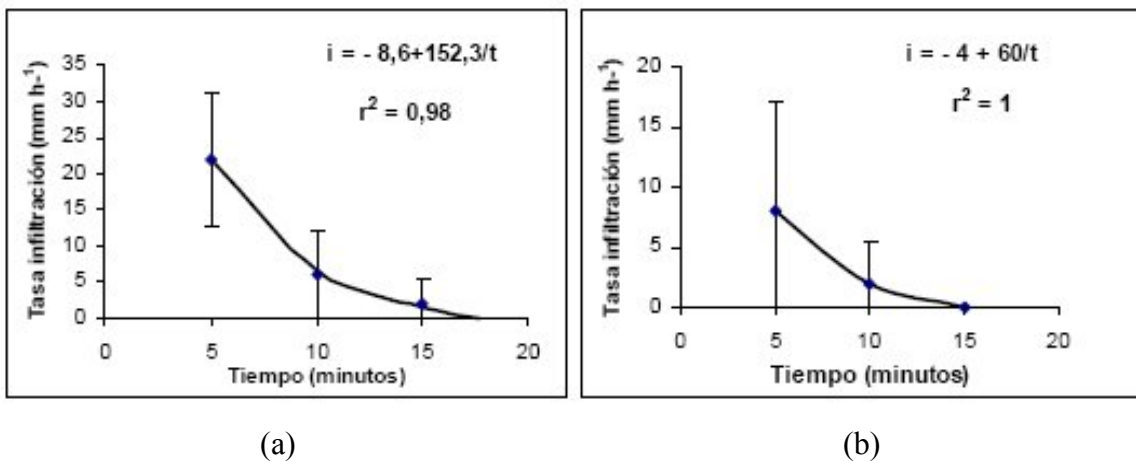 i = - 8,6+152,3/t
r² = 0,98
Tasa infiltración (mm h-¹)
35
30
25
20
15
10
5
0
0 5 10 15 20
Tiempo (minutos)
(a)
i = - 4 + 60/t
r² = 1
Tasa infiltración (mm h-¹)
20
15
10
5
0
0 5 10 15 20
Tiempo (minutos)
(b)